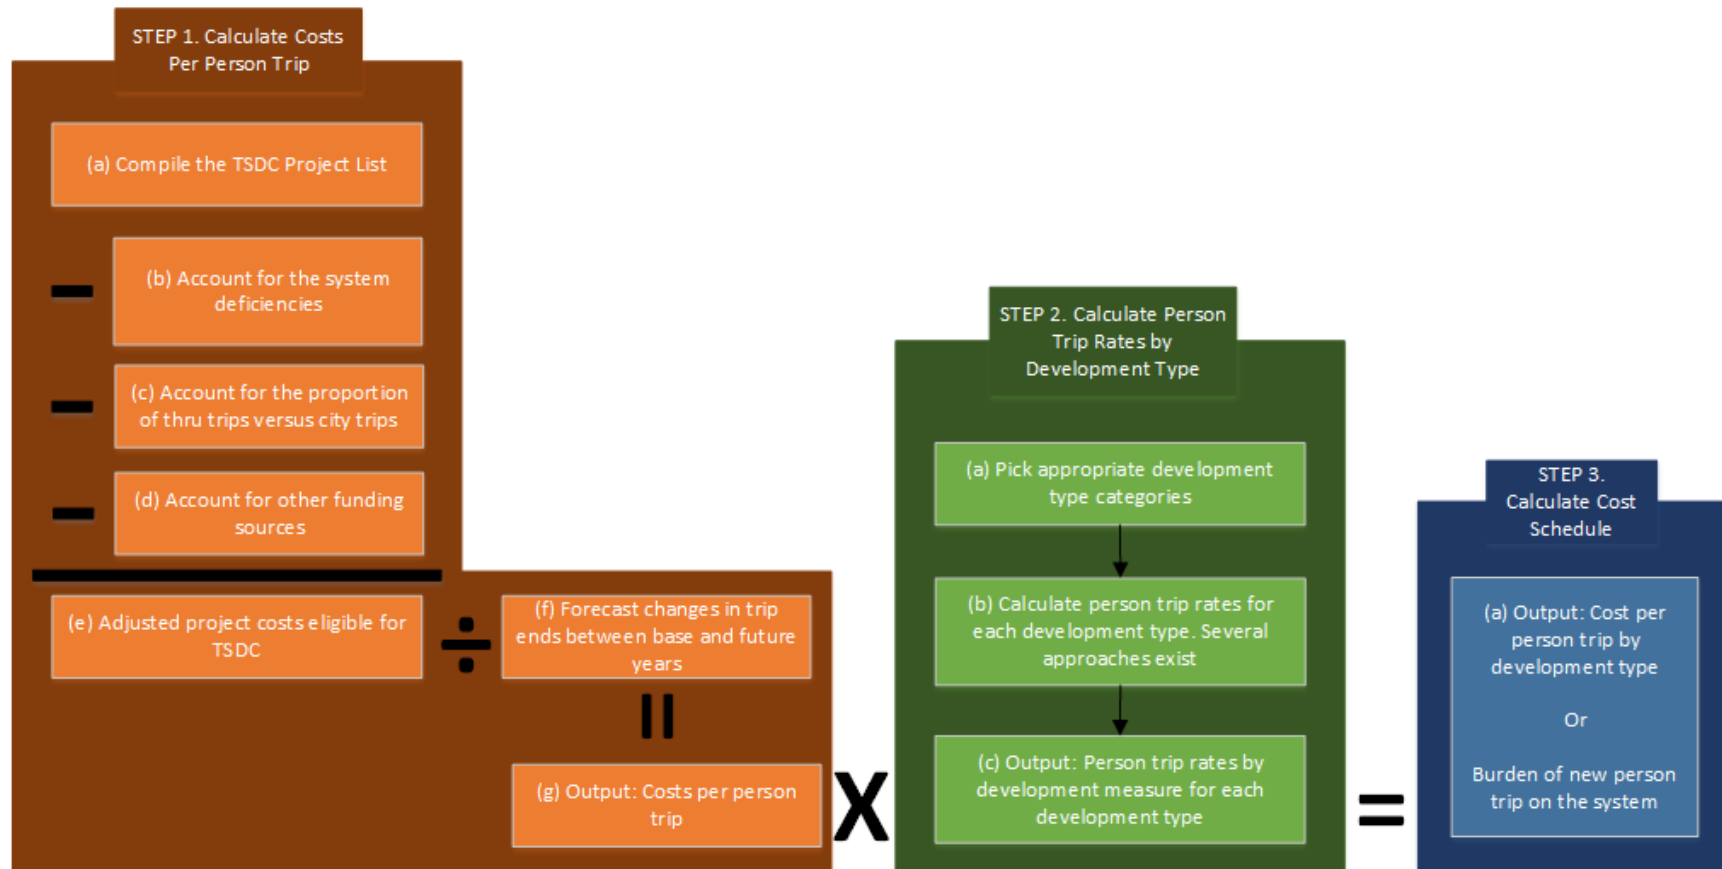 STEP 1. Calculate Costs
Per Person Trip
(a) Compile the TSDC Project List
(b) Account for the system
deficiencies
(c) Account for the proportion
of thru trips versus city trips
(d) Account for other funding
sources
(e) Adjusted project costs eligible for
TSDC
÷
(f) Forecast changes in trip
ends between base and future
years
=
(g) Output: Costs per person
trip
X
STEP 2. Calculate Person
Trip Rates by
Development Type
(a) Pick appropriate development
type categories
(b) Calculate person trip rates for
each development type. Several
approaches exist
(c) Output: Person trip rates by
development measure for each
development type
=
STEP 3.
Calculate Cost
Schedule
(a) Output: Cost per
person trip by
development type
Or
Burden of new person
trip on the system